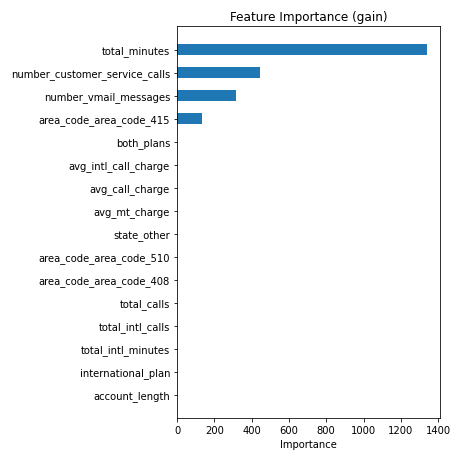 Feature Importance (gain)
total_minutes
number_customer_service_calls
number_vmail_messages
area_code_area_code_415
both_plans
avg_intl_call_charge
avg_call_charge
avg_mt_charge
state_other
area_code_area_code_510
area_code_area_code_408
total_calls
total_intl_calls
total_intl_minutes
international_plan
account_length
0 200 400 600 800 1000 1200 1400
Importance